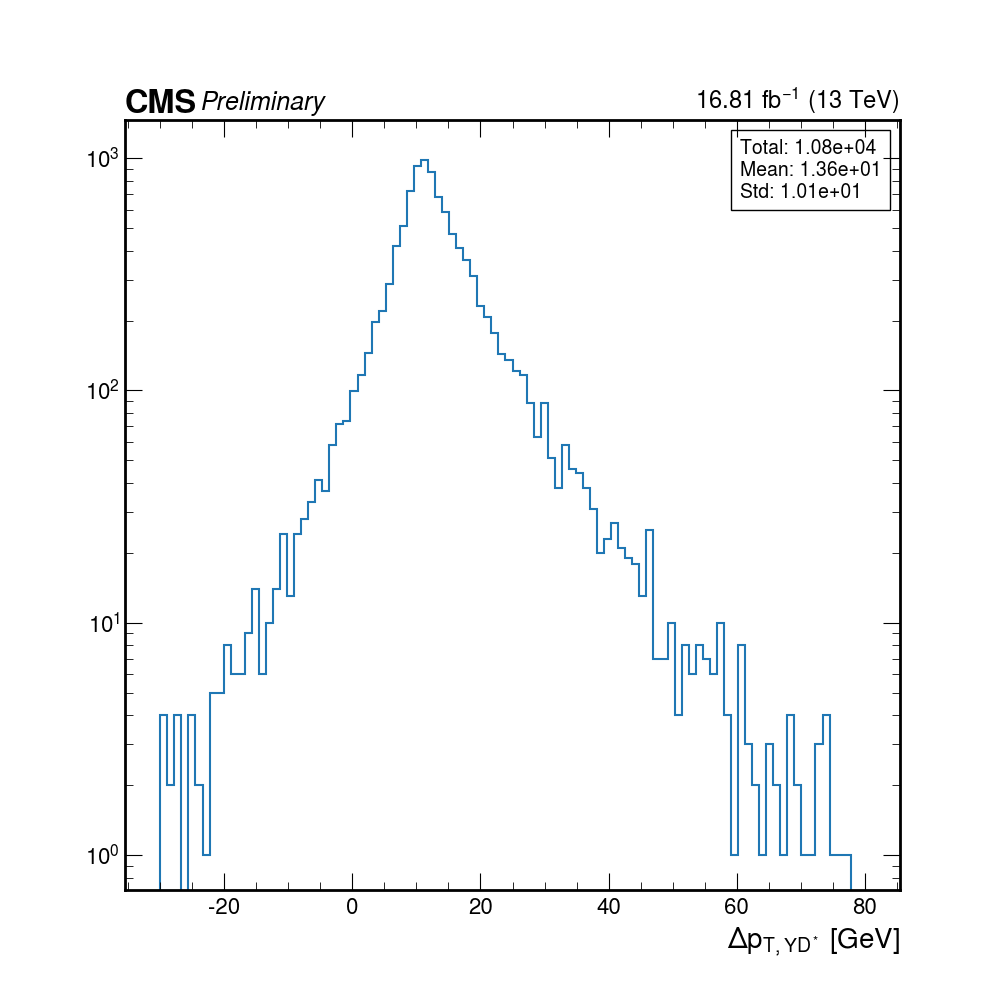 CMS Preliminary 16.81 fb⁻¹ (13 TeV)
Total: 1.08e+04
Mean: 1.36e+01
Std: 1.01e+01
10³
10²
10¹
10⁰
-20 0 20 40 60 80
Δp_{T, YD*} [GeV]